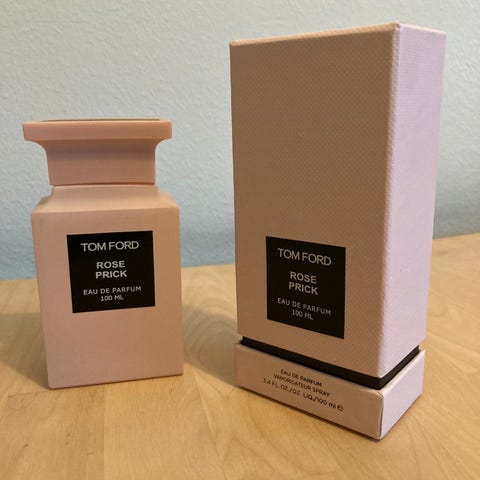 TOM FORD
ROSE
PRICK
EAU DE PARFUM
100 ML
TOM FORD
ROSE
PRICK
EAU DE PARFUM
100 ML
EAU DE PARFUM
VAPORISATEUR SPRAY
3.4 FL.OZ./OZ. LIQ./100 ml ℮